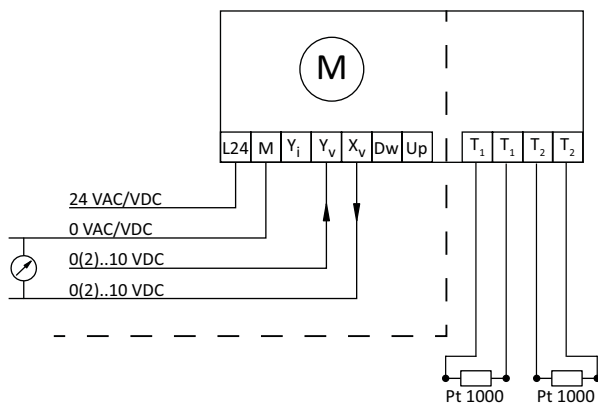 M
L24 M Yi Yv Xv Dw Up T1 T1 T2 T2
24 VAC/VDC
0 VAC/VDC
0(2)..10 VDC
0(2)..10 VDC
Pt 1000 Pt 1000